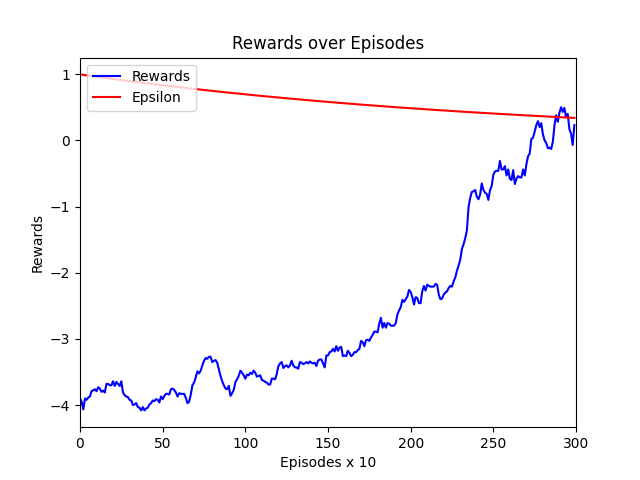 Rewards over Episodes
Rewards
Epsilon
1
0
−1
−2
−3
−4
Rewards
0 50 100 150 200 250 300
Episodes x 10